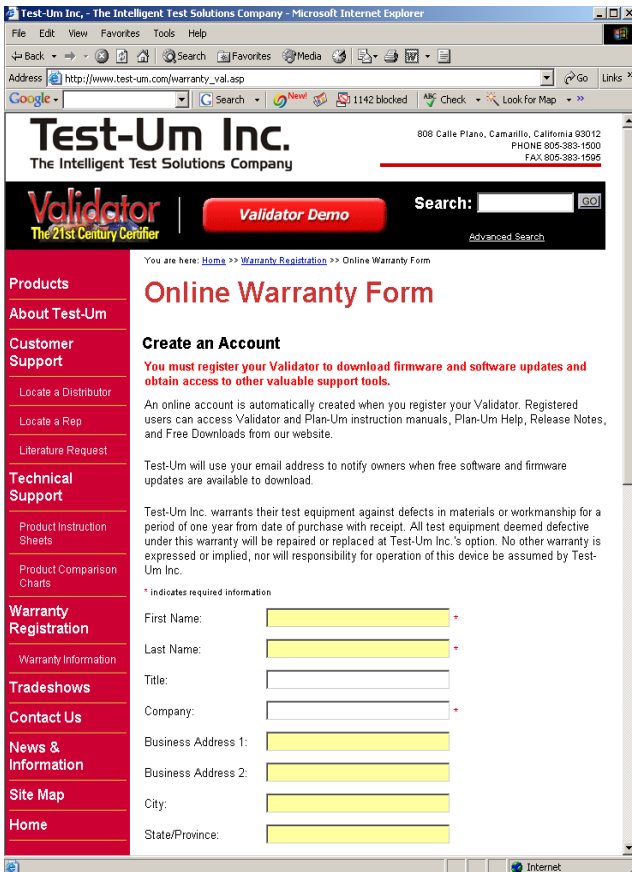 Test-Um Inc, - The Intelligent Test Solutions Company - Microsoft Internet Explorer
File Edit View Favorites Tools Help
Back Search Favorites Media
Address http://www.test-um.com/warranty_val.asp Go Links »
Google Search New! 1142 blocked ABC Check Look for Map »
Test-Um Inc.
The Intelligent Test Solutions Company
808 Calle Plano, Camarillo, California 93012
PHONE 805-383-1500
FAX 805-383-1595
Validator
The 21st Century Certifier
Validator Demo
Search: GO
Advanced Search
You are here: Home >> Warranty Registration >> Online Warranty Form
Products
About Test-Um
Customer
Support
Locate a Distributor
Locate a Rep
Literature Request
Technical
Support
Product Instruction
Sheets
Product Comparison
Charts
Warranty
Registration
Warranty Information
Tradeshows
Contact Us
News &
Information
Site Map
Home
Online Warranty Form
Create an Account
You must register your Validator to download firmware and software updates and
obtain access to other valuable support tools.
An online account is automatically created when you register your Validator. Registered
users can access Validator and Plan-Um instruction manuals, Plan-Um Help, Release Notes,
and Free Downloads from our website.
Test-Um will use your email address to notify owners when free software and firmware
updates are available to download.
Test-Um Inc. warrants their test equipment against defects in materials or workmanship for a
period of one year from date of purchase with receipt. All test equipment deemed defective
under this warranty will be repaired or replaced at Test-Um Inc.'s option. No other warranty is
expressed or implied, nor will responsibility for operation of this device be assumed by Test-
Um Inc.
* indicates required information
First Name: *
Last Name: *
Title:
Company: *
Business Address 1:
Business Address 2:
City:
State/Province:
Internet